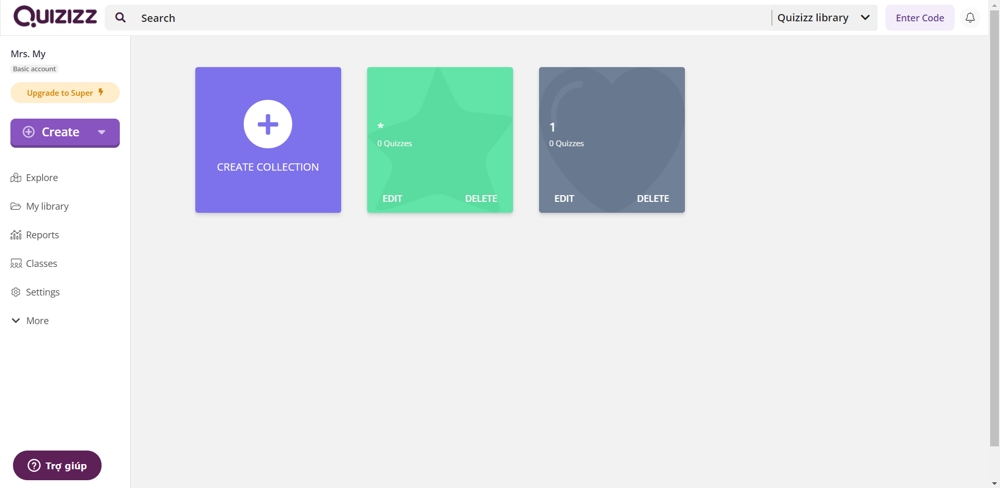 QUIZIZZ
Search
Quizizz library
Enter Code
Mrs. My
Basic account
Upgrade to Super
Create
Explore
My library
Reports
Classes
Settings
More
Trợ giúp
CREATE COLLECTION
*
0 Quizzes
EDIT
DELETE
1
0 Quizzes
EDIT
DELETE